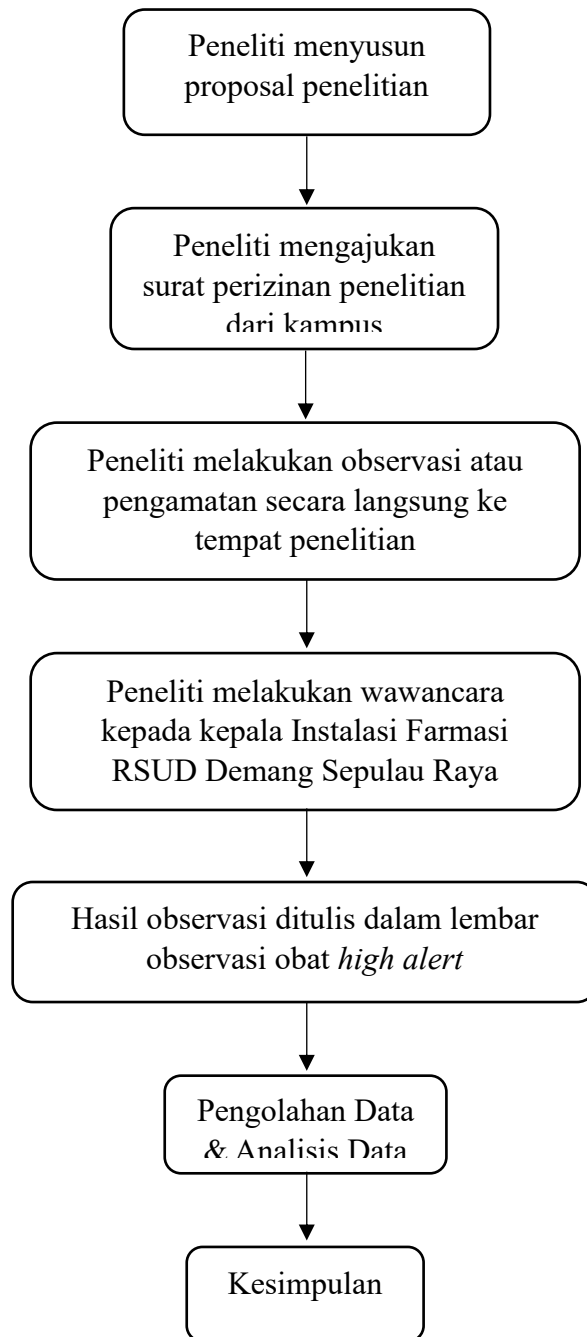 Peneliti menyusun
proposal penelitian
Peneliti mengajukan
surat perizinan penelitian
dari kampus
Peneliti melakukan observasi atau
pengamatan secara langsung ke
tempat penelitian
Peneliti melakukan wawancara
kepada kepala Instalasi Farmasi
RSUD Demang Sepulau Raya
Hasil observasi ditulis dalam lembar
observasi obat high alert
Pengolahan Data
& Analisis Data
Kesimpulan